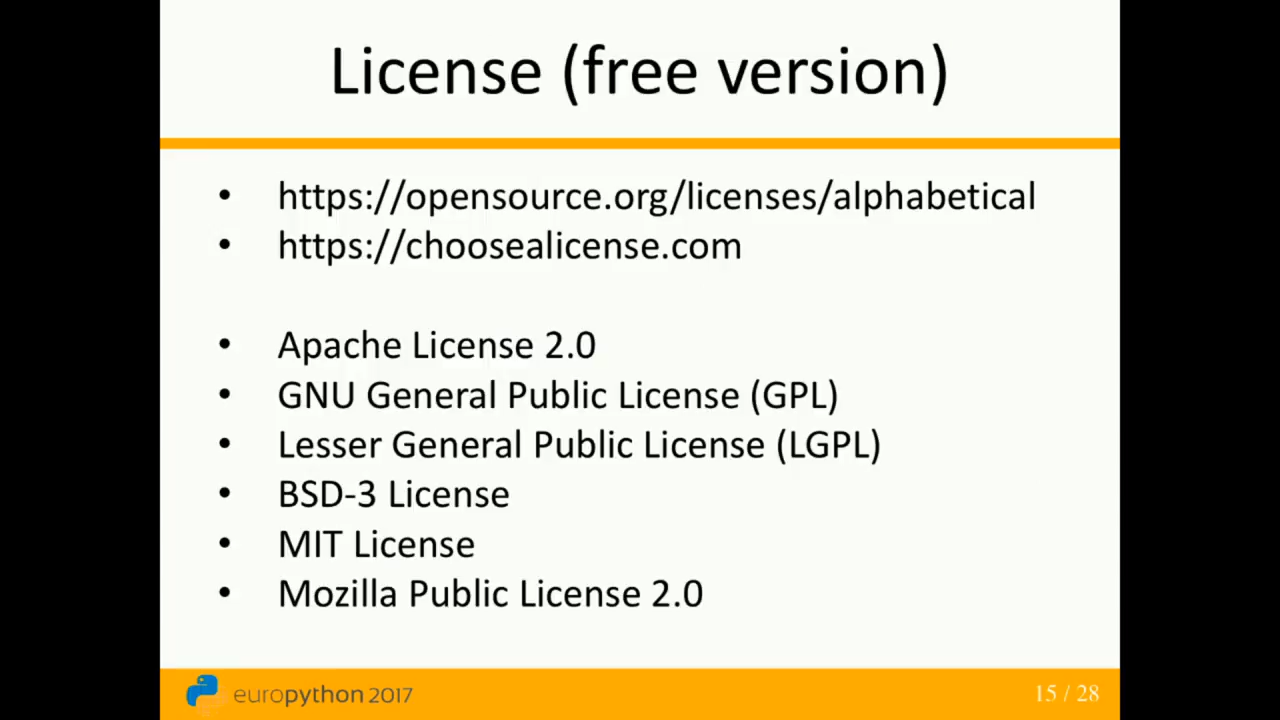 License (free version)
• https://opensource.org/licenses/alphabetical
• https://choosealicense.com
• Apache License 2.0
• GNU General Public License (GPL)
• Lesser General Public License (LGPL)
• BSD-3 License
• MIT License
• Mozilla Public License 2.0
europython 2017
15 / 28